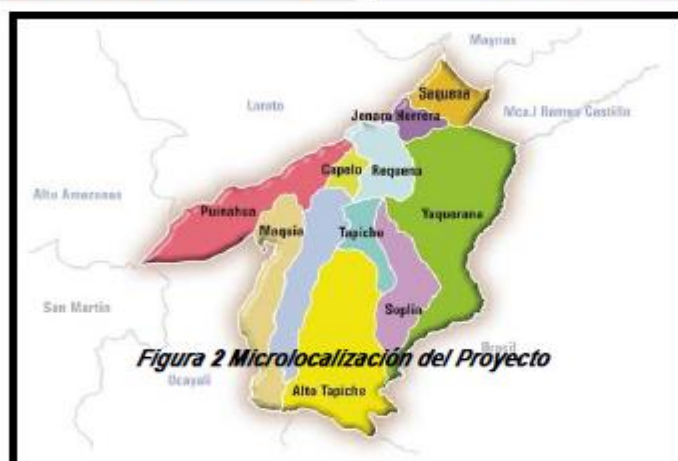 Maynas
Saquena
Loreto
Jenaro Herrera
Mca.l Ramon Castilla
Capelo
Requena
Alto Amazonas
Puinahua
Yaquerana
Maquia
Tapiche
San Martin
Soplin
Brasil
Figura 2 Microlocalización del Proyecto
Ucayali
Alto Tapiche